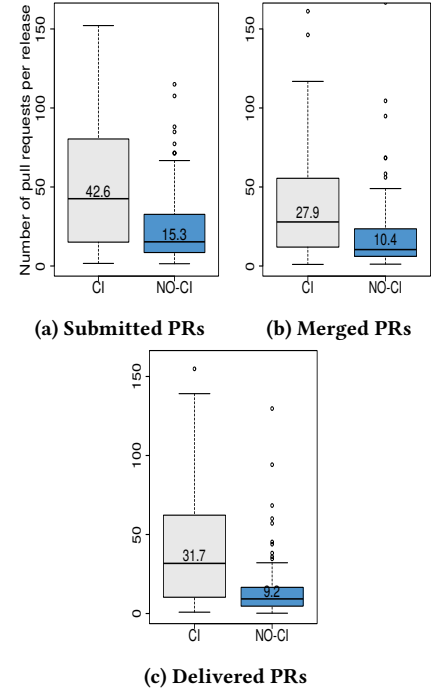 Number of pull requests per release
150
100
50
0
42.6
15.3
CI
NO-CI
(a) Submitted PRs
150
100
50
0
27.9
10.4
CI
NO-CI
(b) Merged PRs
150
100
50
0
31.7
9.2
CI
NO-CI
(c) Delivered PRs